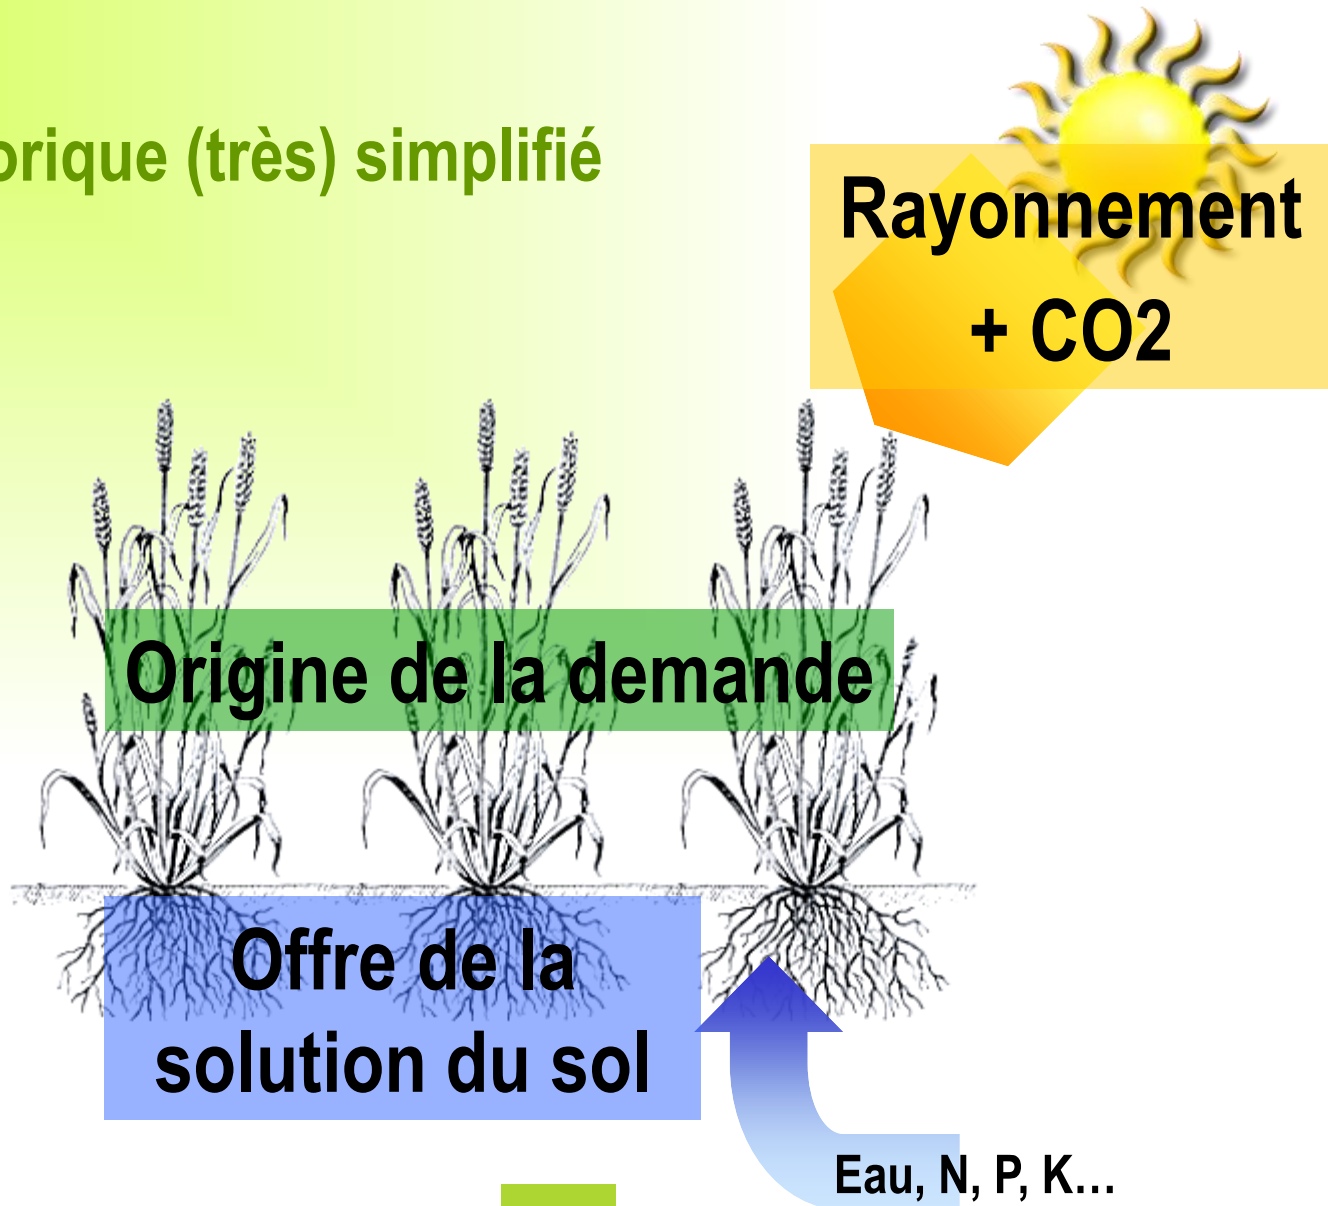 orique (très) simplifié
Rayonnement
+ CO2
Origine de la demande
Offre de la
solution du sol
Eau, N, P, K…